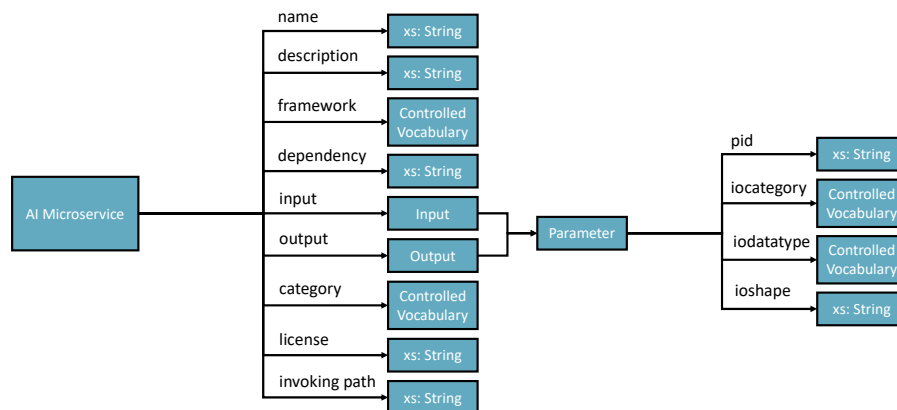 name
xs: String
description
xs: String
framework
Controlled
Vocabulary
dependency
xs: String
AI Microservice
input
Input
output
Output
category
Controlled
Vocabulary
license
xs: String
invoking path
xs: String
Parameter
pid
xs: String
iocategory
Controlled
Vocabulary
iodatatype
Controlled
Vocabulary
ioshape
xs: String